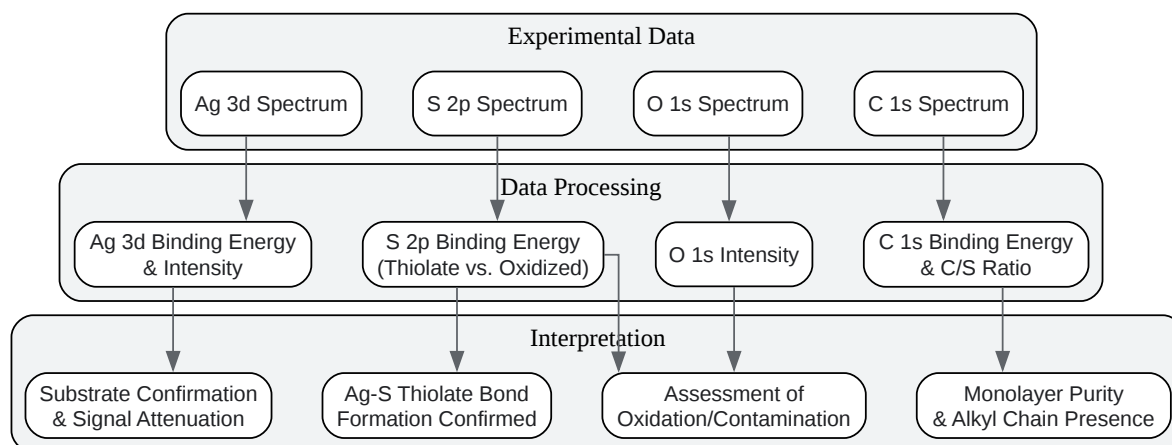 Experimental Data
Ag 3d Spectrum
S 2p Spectrum
O 1s Spectrum
C 1s Spectrum
Data Processing
Ag 3d Binding Energy
& Intensity
S 2p Binding Energy
(Thiolate vs. Oxidized)
O 1s Intensity
C 1s Binding Energy
& C/S Ratio
Interpretation
Substrate Confirmation
& Signal Attenuation
Ag-S Thiolate Bond
Formation Confirmed
Assessment of
Oxidation/Contamination
Monolayer Purity
& Alkyl Chain Presence